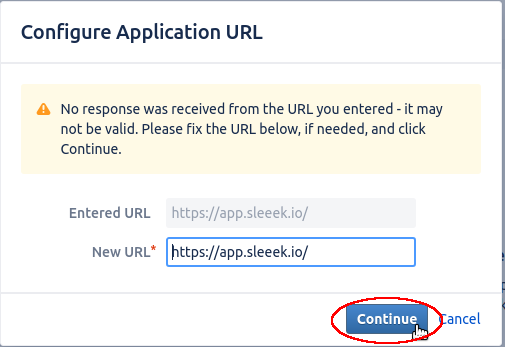 Configure Application URL
No response was received from the URL you entered - it may
not be valid. Please fix the URL below, if needed, and click
Continue.
Entered URL https://app.sleeek.io/
New URL* https://app.sleeek.io/
Continue Cancel